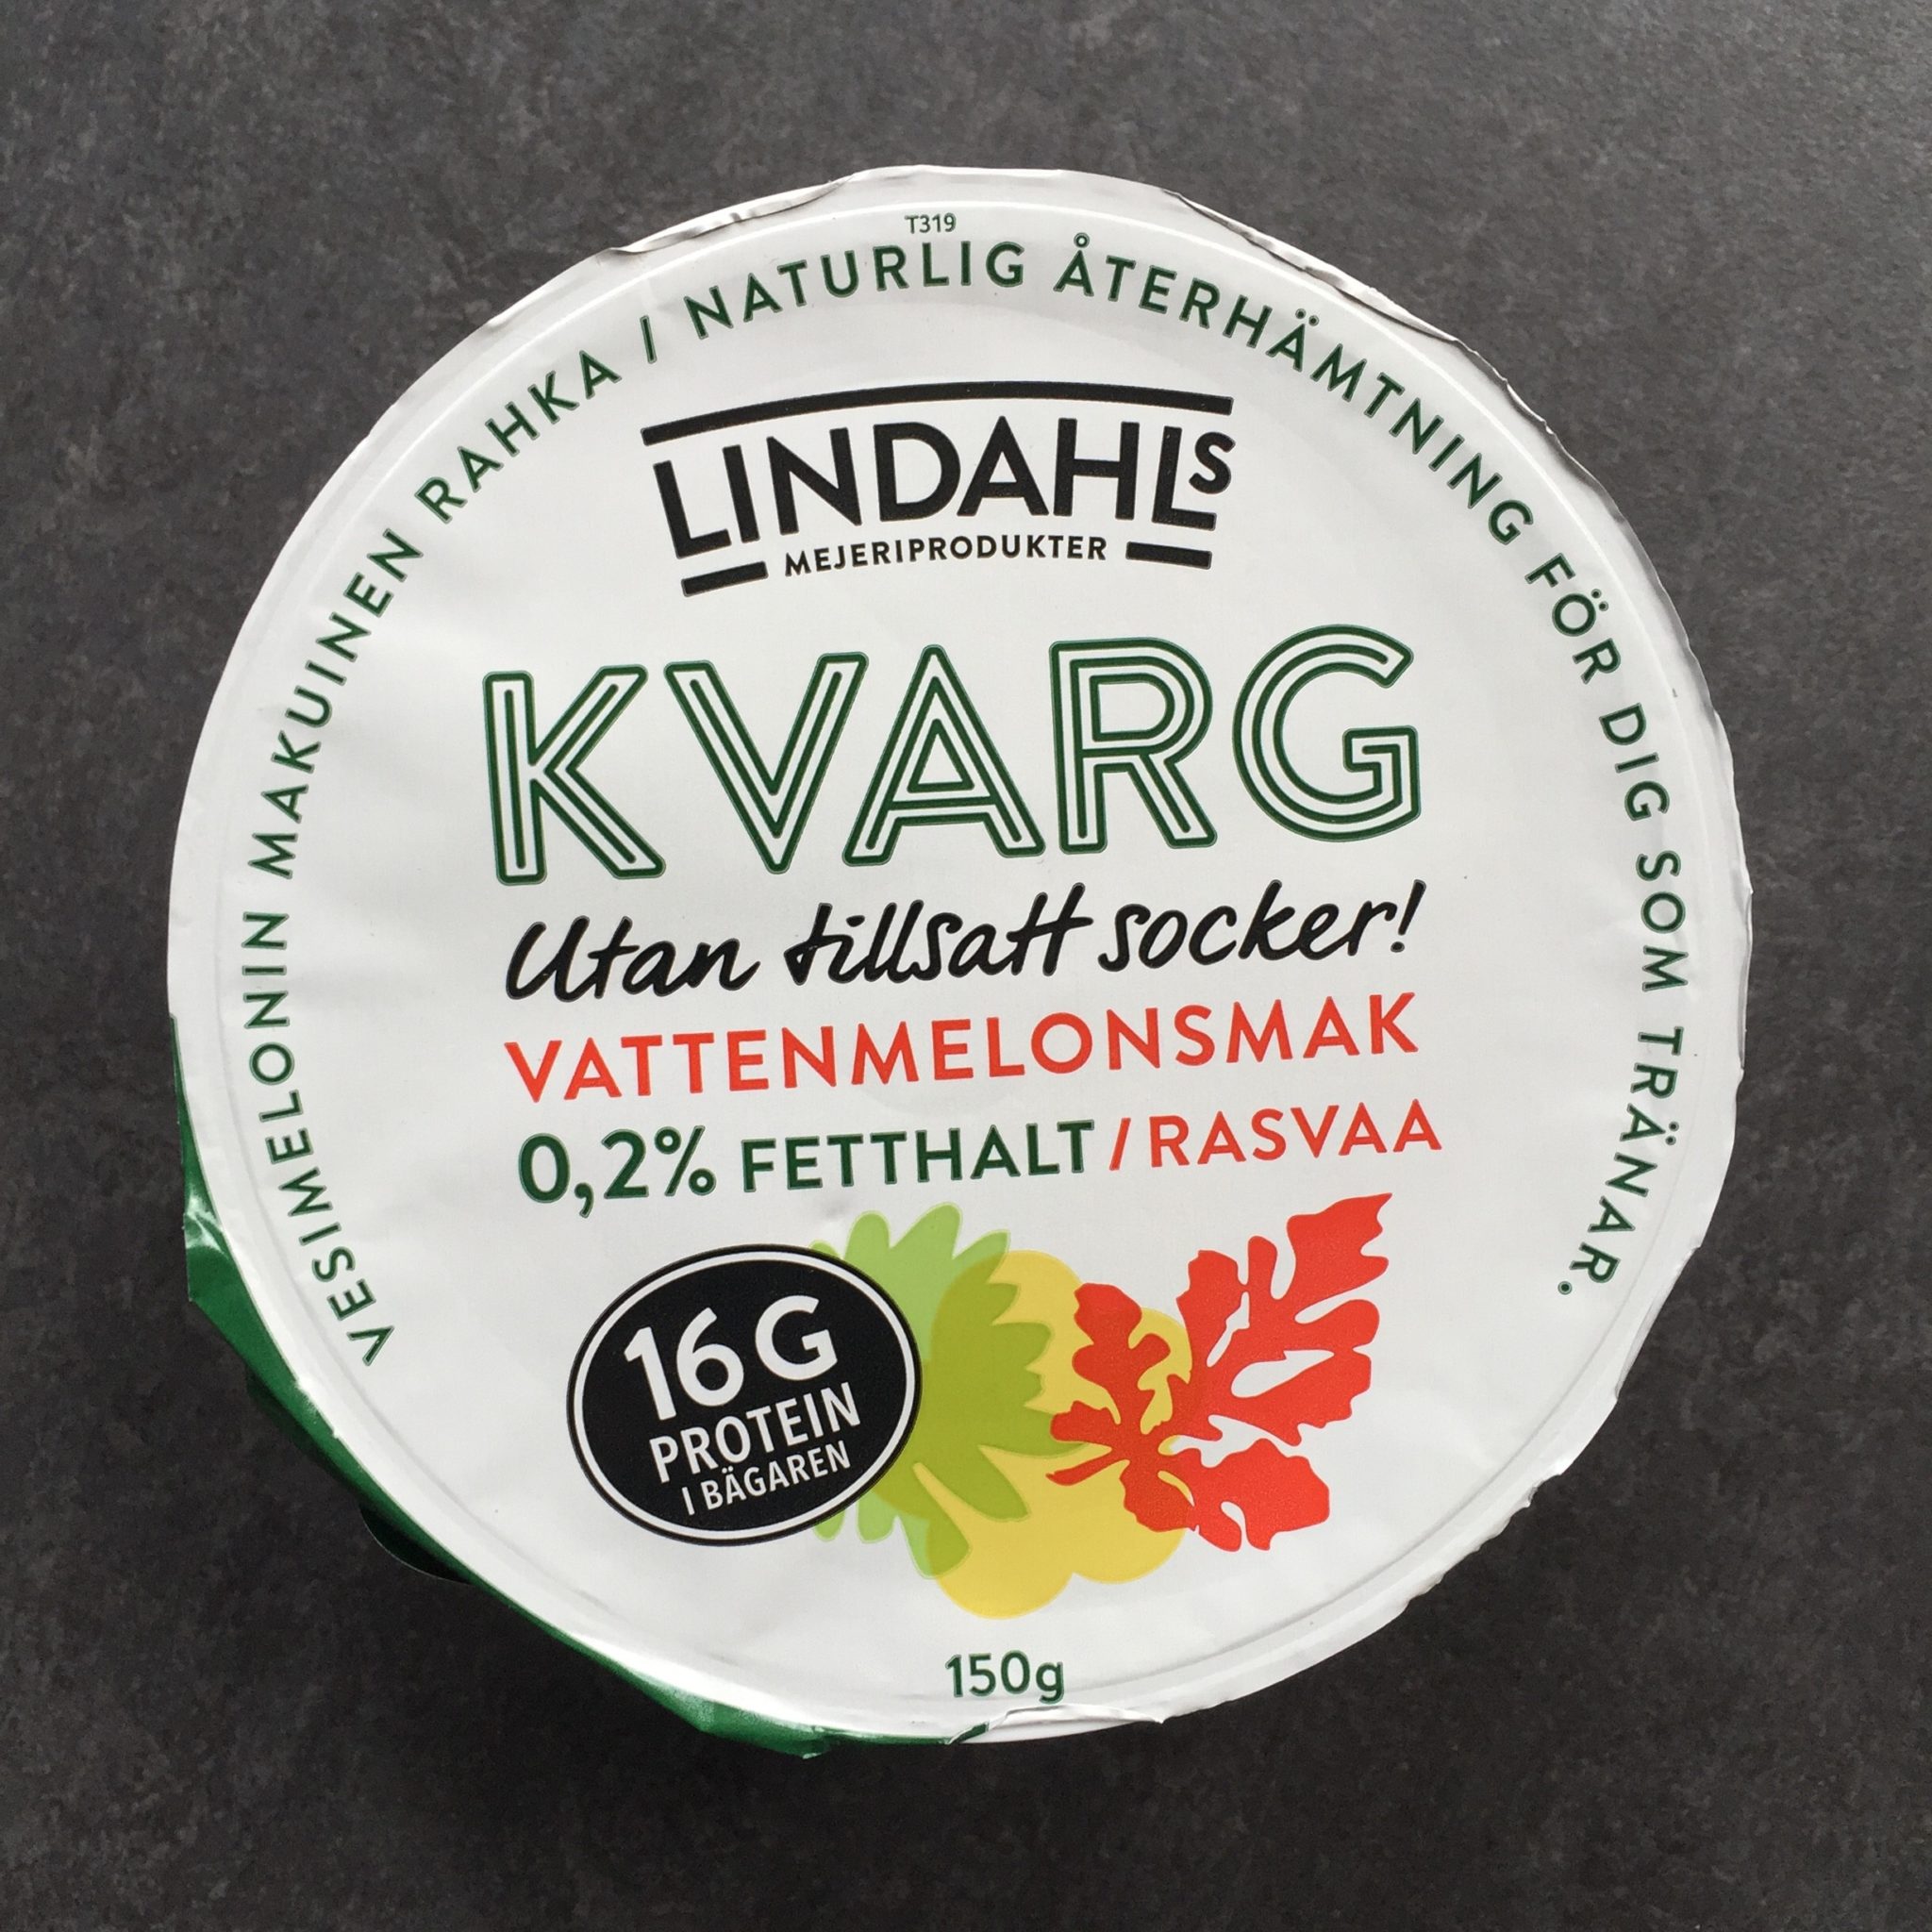 T319
VESIMELONIN MAKUINEN RAHKA / NATURLIG ÅTERHÄMTNING FÖR DIG SOM TRÄNAR.
LINDAHLS
MEJERIPRODUKTER
KVARG
Utan tillsatt socker!
VATTENMELONSMAK
0,2% FETTHALT / RASVAA
16 G
PROTEIN
I BÄGAREN
150g